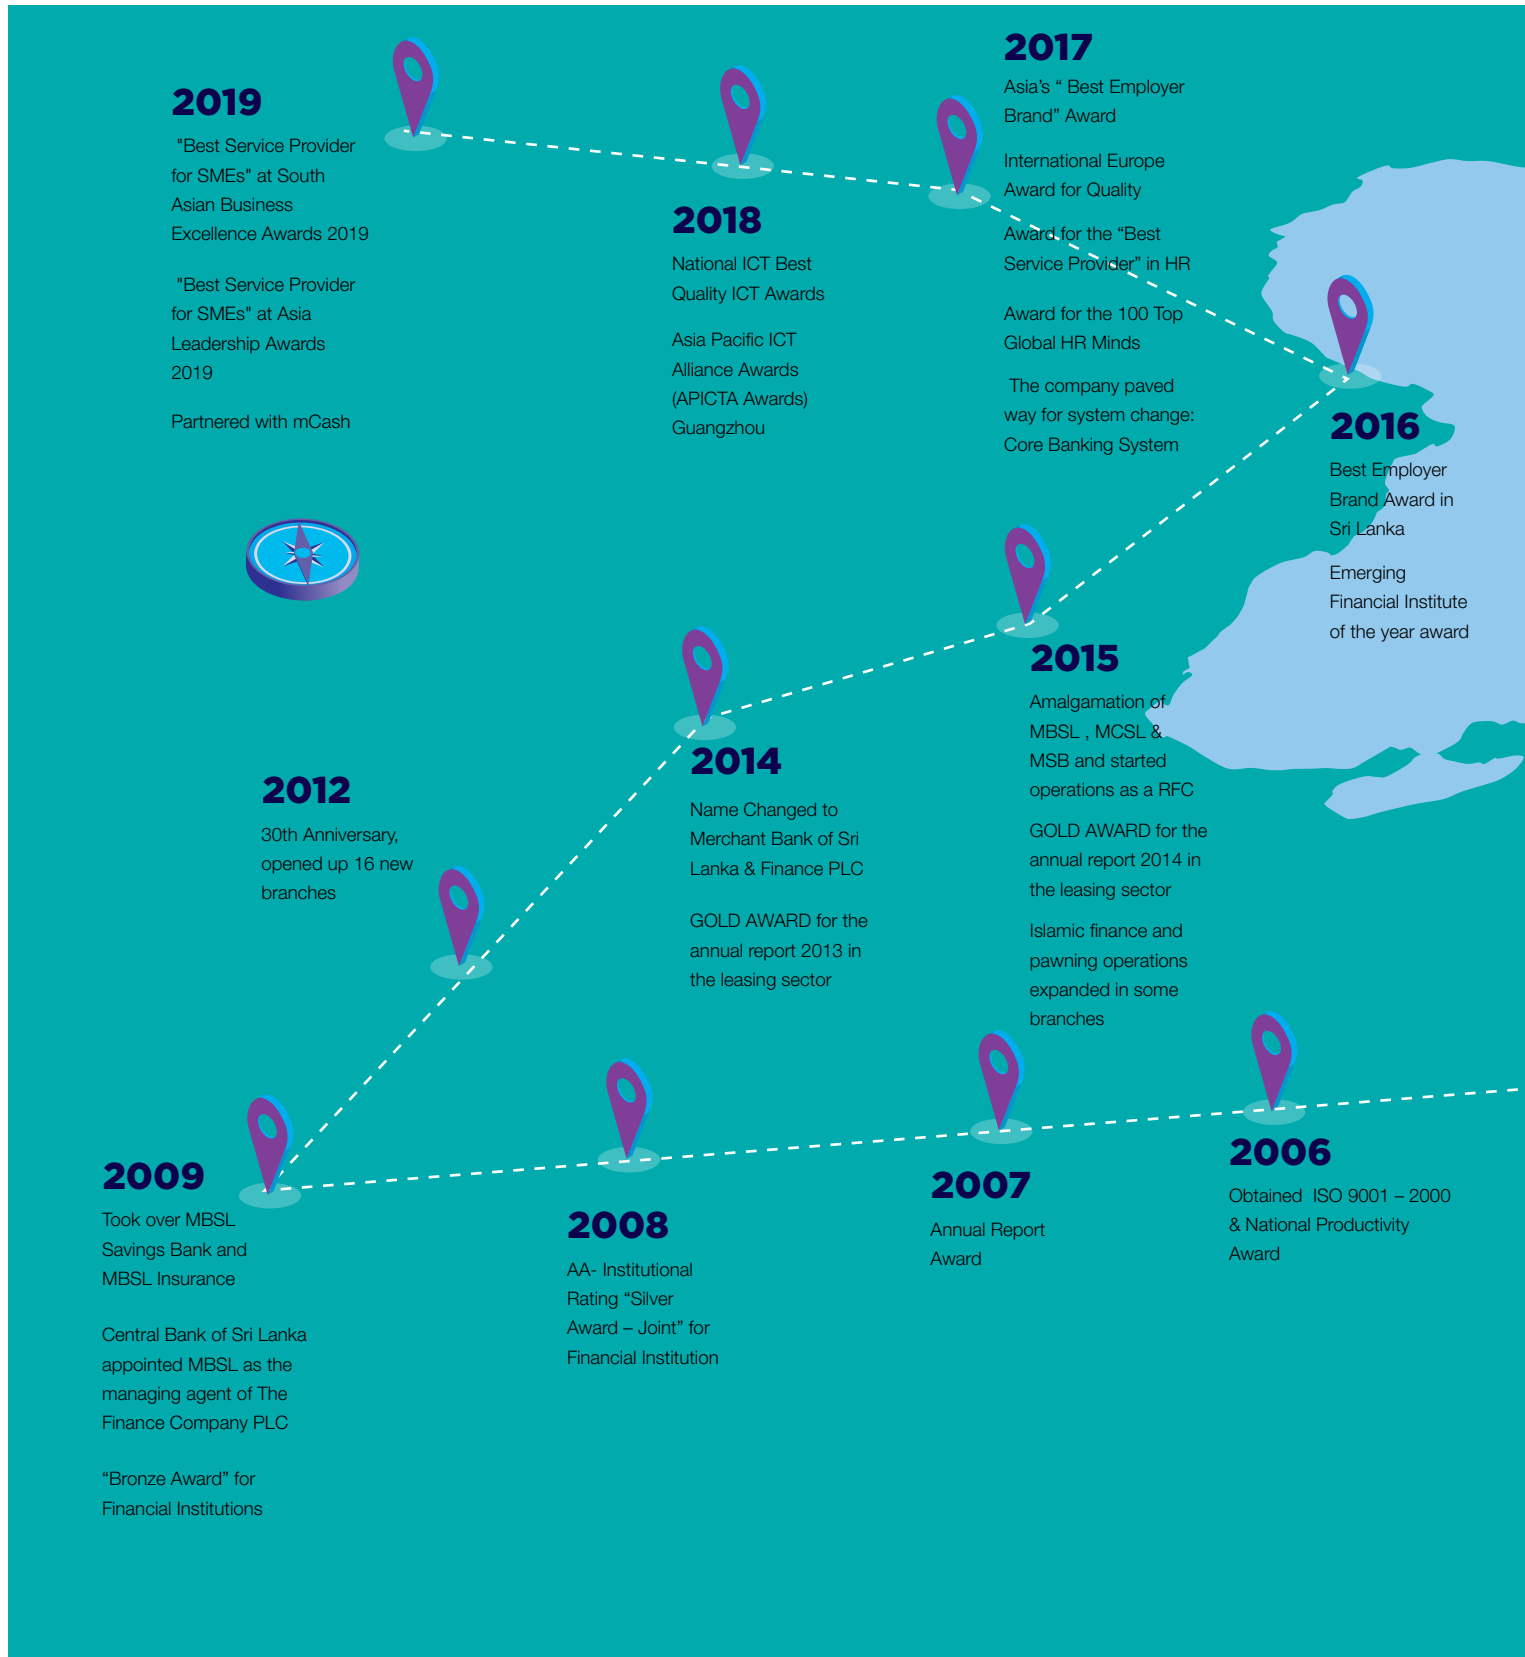 2019
"Best Service Provider
for SMEs" at South
Asian Business
Excellence Awards 2019
"Best Service Provider
for SMEs" at Asia
Leadership Awards
2019
Partnered with mCash
2018
National ICT Best
Quality ICT Awards
Asia Pacific ICT
Alliance Awards
(APICTA Awards)
Guangzhou
2017
Asia's “ Best Employer
Brand” Award
International Europe
Award for Quality
Award for the “Best
Service Provider” in HR
Award for the 100 Top
Global HR Minds
The company paved
way for system change:
Core Banking System
2016
Best Employer
Brand Award in
Sri Lanka
Emerging
Financial Institute
of the year award
2015
Amalgamation of
MBSL , MCSL &
MSB and started
operations as a RFC
GOLD AWARD for the
annual report 2014 in
the leasing sector
Islamic finance and
pawning operations
expanded in some
branches
2014
Name Changed to
Merchant Bank of Sri
Lanka & Finance PLC
GOLD AWARD for the
annual report 2013 in
the leasing sector
2012
30th Anniversary,
opened up 16 new
branches
2009
Took over MBSL
Savings Bank and
MBSL Insurance
Central Bank of Sri Lanka
appointed MBSL as the
managing agent of The
Finance Company PLC
“Bronze Award” for
Financial Institutions
2008
AA- Institutional
Rating “Silver
Award – Joint” for
Financial Institution
2007
Annual Report
Award
2006
Obtained  ISO 9001 – 2000
& National Productivity
Award